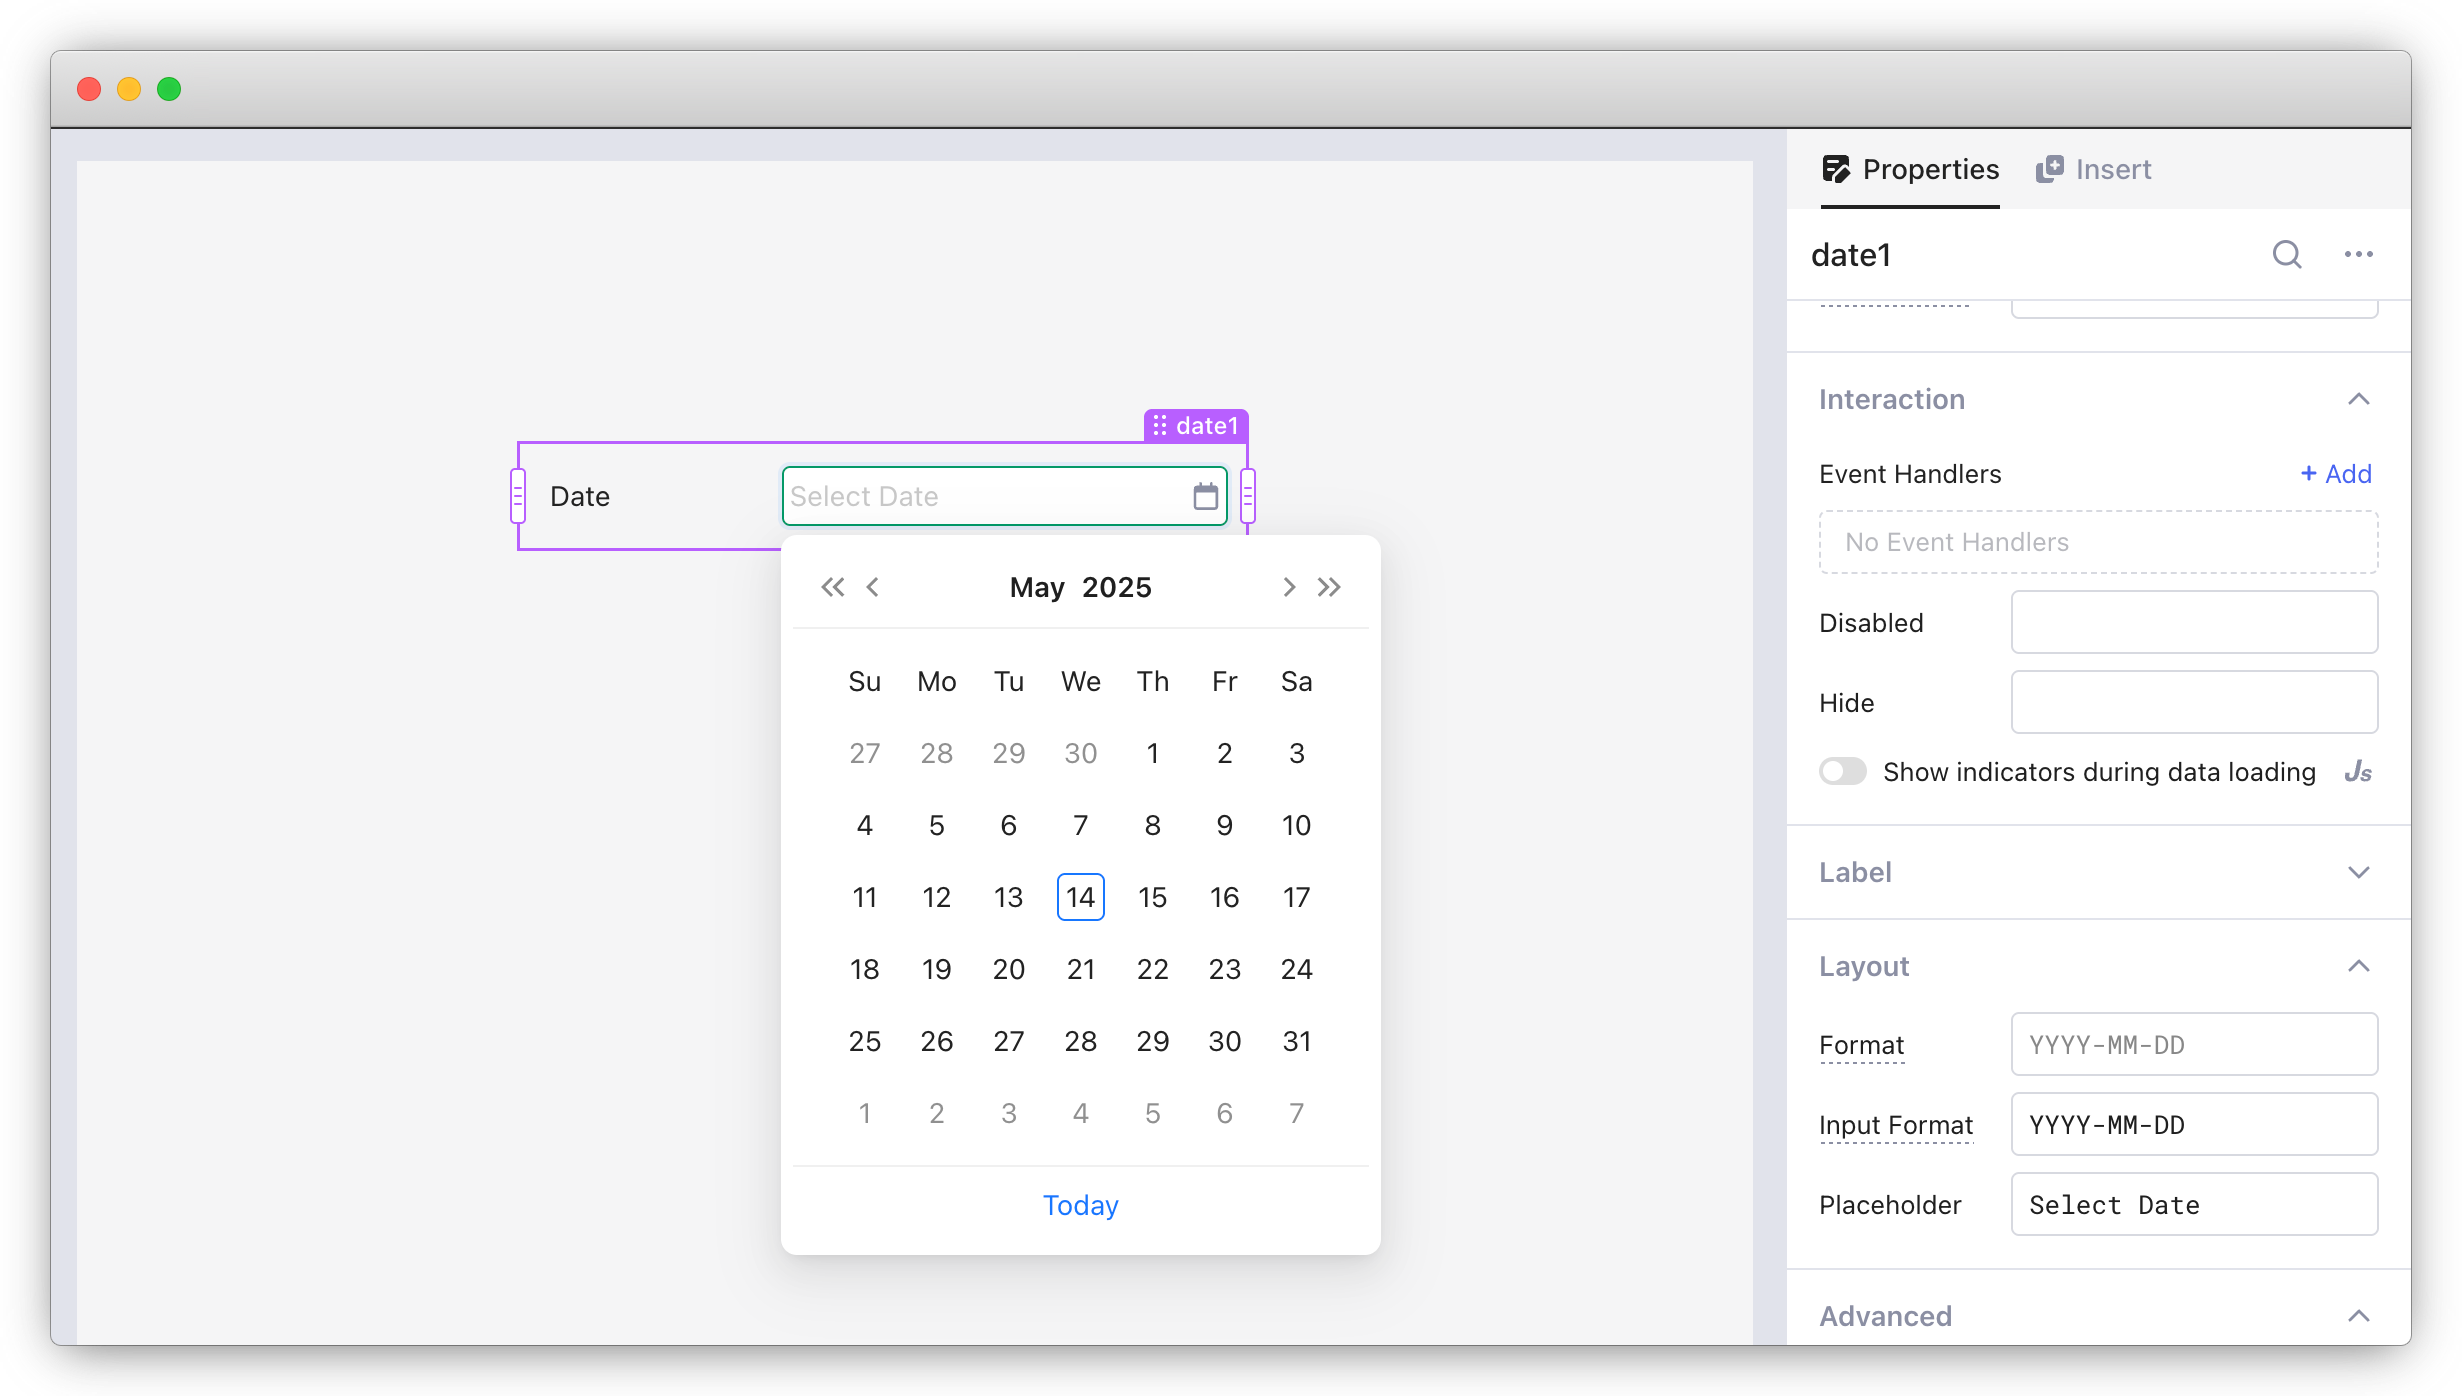 Properties
Insert
date1
Interaction
Event Handlers
+ Add
No Event Handlers
Disabled
Hide
Show indicators during data loading
Js
Label
Layout
Format
YYYY-MM-DD
Input Format
YYYY-MM-DD
Placeholder
Select Date
Advanced
date1
Date
Select Date
May 2025
Su Mo Tu We Th Fr Sa
27 28 29 30 1 2 3
4 5 6 7 8 9 10
11 12 13 14 15 16 17
18 19 20 21 22 23 24
25 26 27 28 29 30 31
1 2 3 4 5 6 7
Today